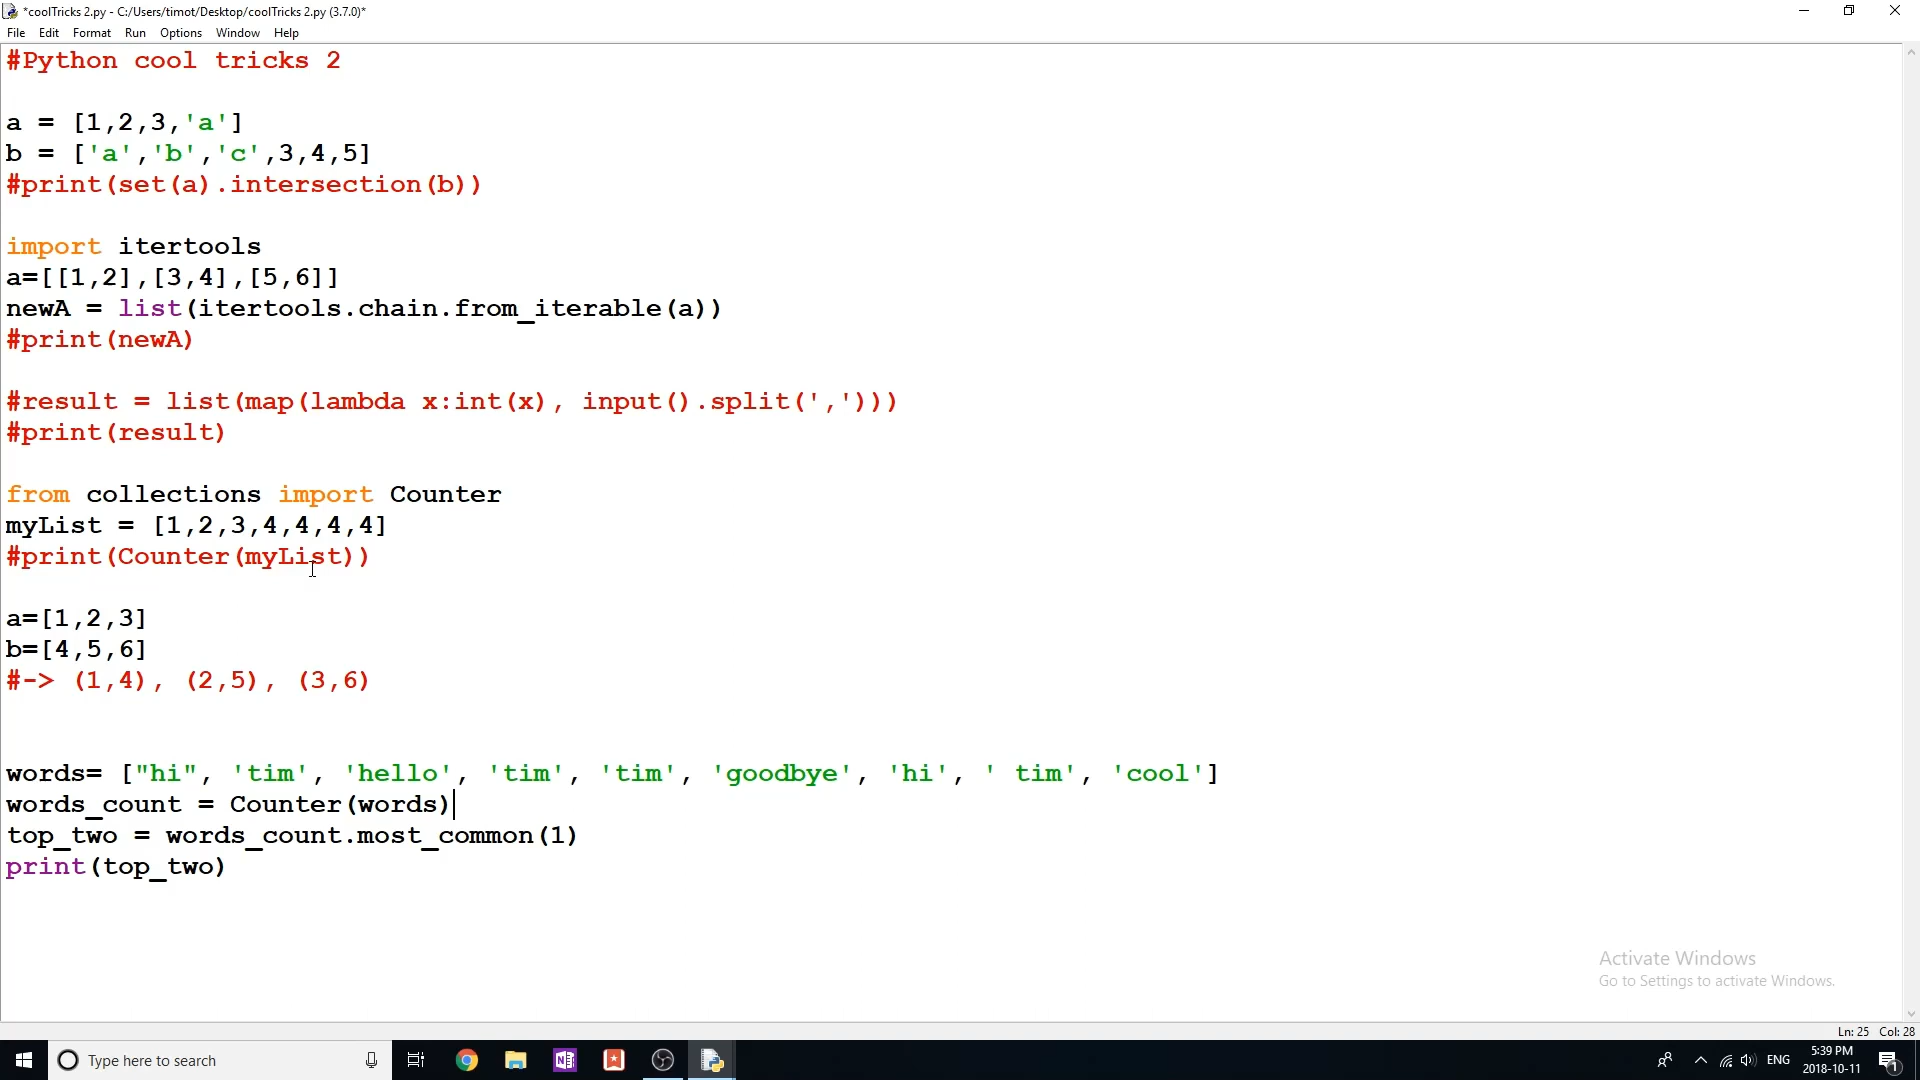 *coolTricks 2.py - C:/Users/timot/Desktop/coolTricks 2.py (3.7.0)*
File Edit Format Run Options Window Help
#Python cool tricks 2
a = [1,2,3,'a']
b = ['a','b','c',3,4,5]
#print(set(a).intersection(b))
import itertools
a=[[1,2],[3,4],[5,6]]
newA = list(itertools.chain.from_iterable(a))
#print(newA)
#result = list(map(lambda x:int(x), input().split(',')))
#print(result)
from collections import Counter
myList = [1,2,3,4,4,4,4]
#print(Counter(myList))
a=[1,2,3]
b=[4,5,6]
#-> (1,4), (2,5), (3,6)
words= ["hi", 'tim', 'hello', 'tim', 'tim', 'goodbye', 'hi', ' tim', 'cool']
words_count = Counter(words)
top_two = words_count.most_common(1)
print(top_two)
Activate Windows
Go to Settings to activate Windows.
Ln: 25 Col: 28
Type here to search
N
ENG
5:39 PM
2018-10-11
1